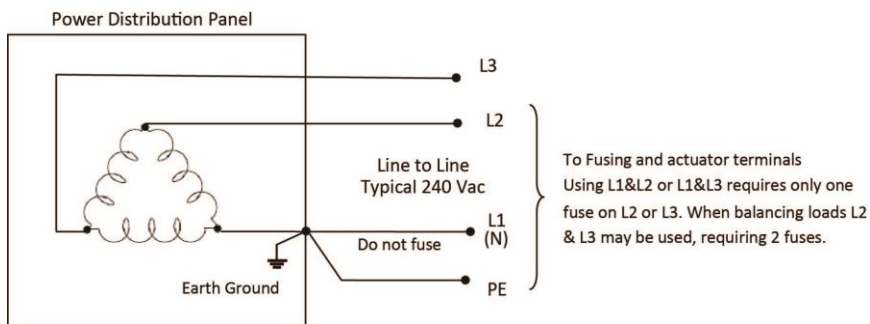 Power Distribution Panel
L3
L2
Line to Line
Typical 240 Vac
L1
(N)
Do not fuse
Earth Ground
PE
To Fusing and actuator terminals
Using L1&L2 or L1&L3 requires only one
fuse on L2 or L3. When balancing loads L2
& L3 may be used, requiring 2 fuses.